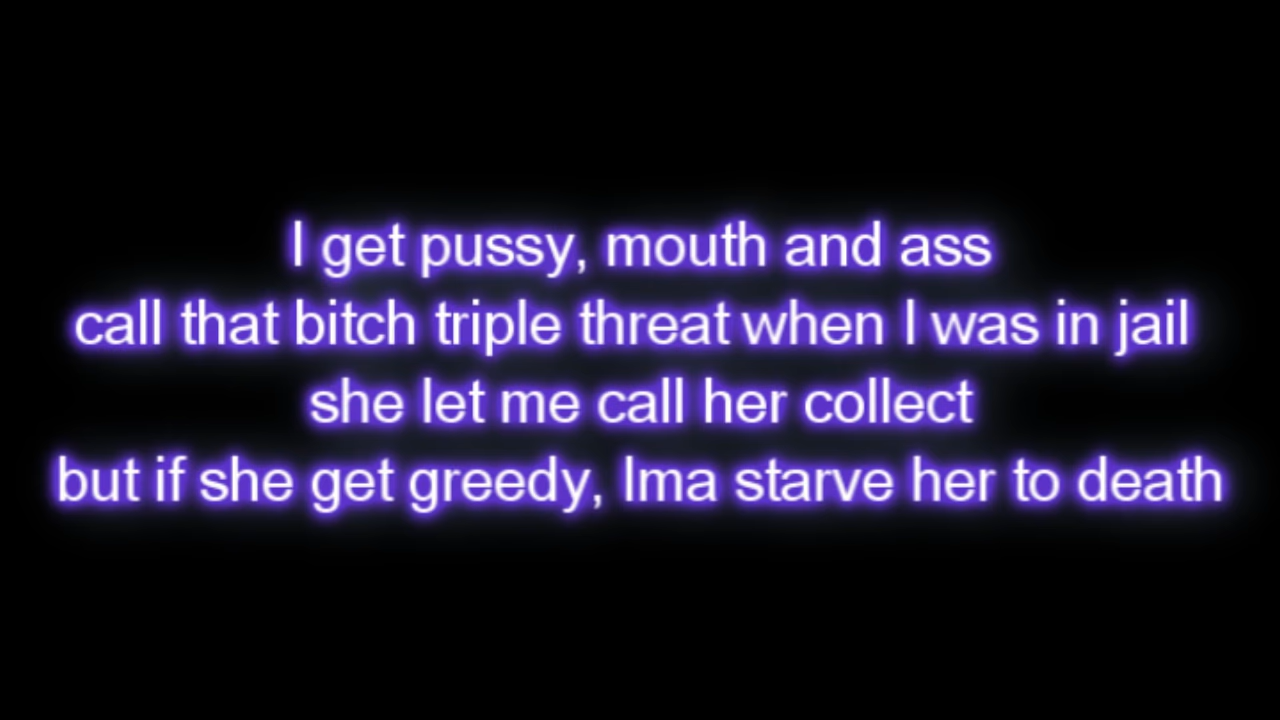 I get pussy, mouth and ass
call that bitch triple threat when I was in jail
she let me call her collect
but if she get greedy, Ima starve her to death